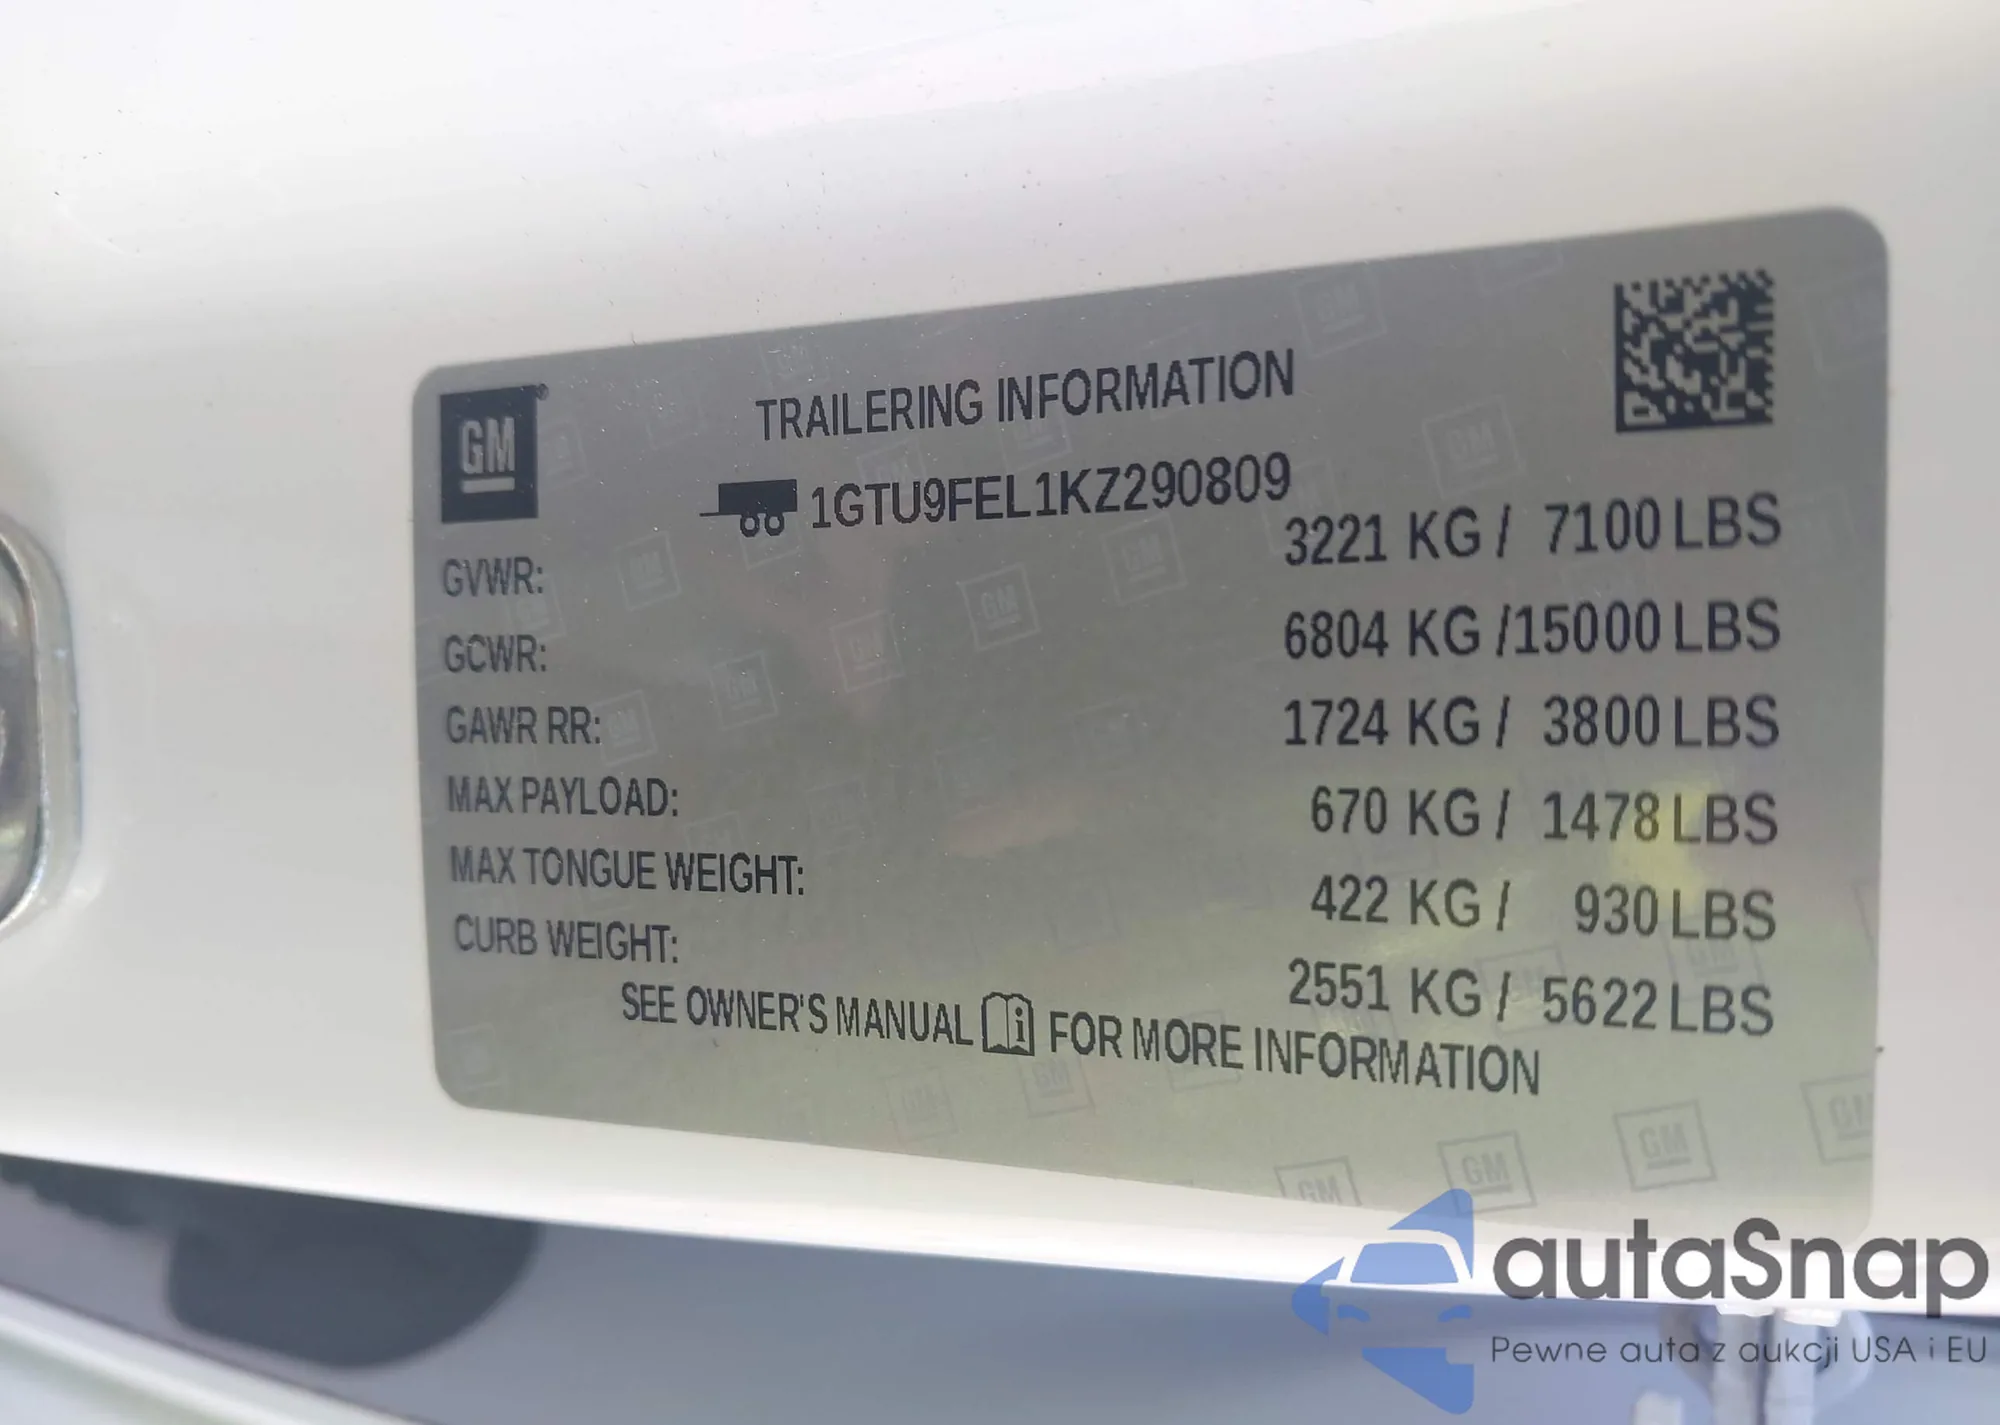 GM
TRAILERING INFORMATION
1GTU9FEL1KZ290809
GVWR: 3221 KG / 7100 LBS
GCWR: 6804 KG /15000 LBS
GAWR RR: 1724 KG / 3800 LBS
MAX PAYLOAD: 670 KG / 1478 LBS
MAX TONGUE WEIGHT: 422 KG / 930 LBS
CURB WEIGHT: 2551 KG / 5622 LBS
SEE OWNER'S MANUAL FOR MORE INFORMATION
autaSnap
Pewne auta z aukcji USA i EU